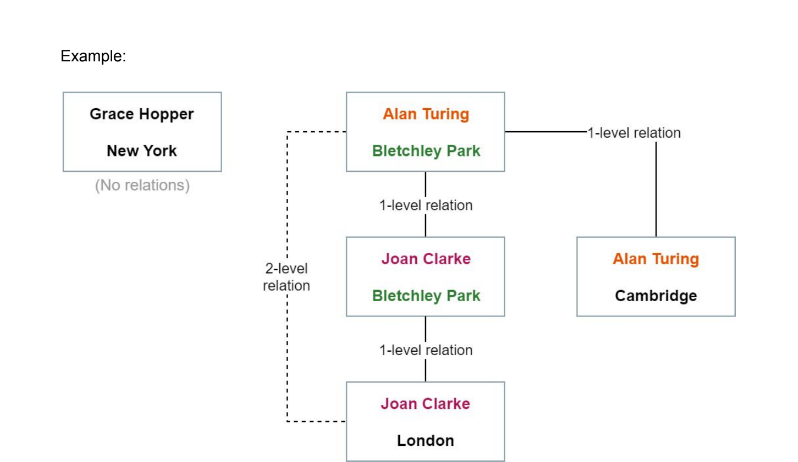 Example:
Grace Hopper
New York
(No relations)
Alan Turing
Bletchley Park
1-level relation
1-level relation
Joan Clarke
Bletchley Park
Alan Turing
Cambridge
2-level
relation
1-level relation
Joan Clarke
London